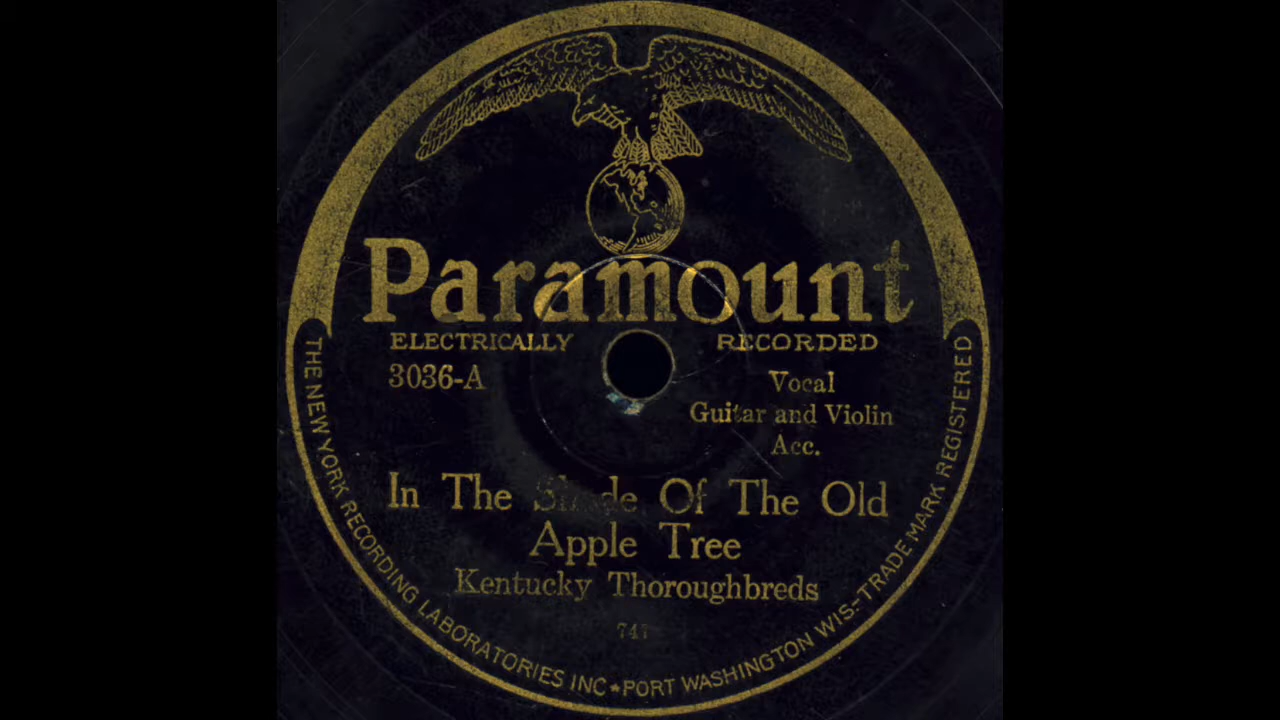 Paramount
ELECTRICALLY RECORDED
3036-A
Vocal
Guitar and Violin
Acc.
In The Shade Of The Old
Apple Tree
Kentucky Thoroughbreds
THE NEW YORK RECORDING LABORATORIES INC ★ PORT WASHINGTON WIS.- TRADE MARK REGISTERED